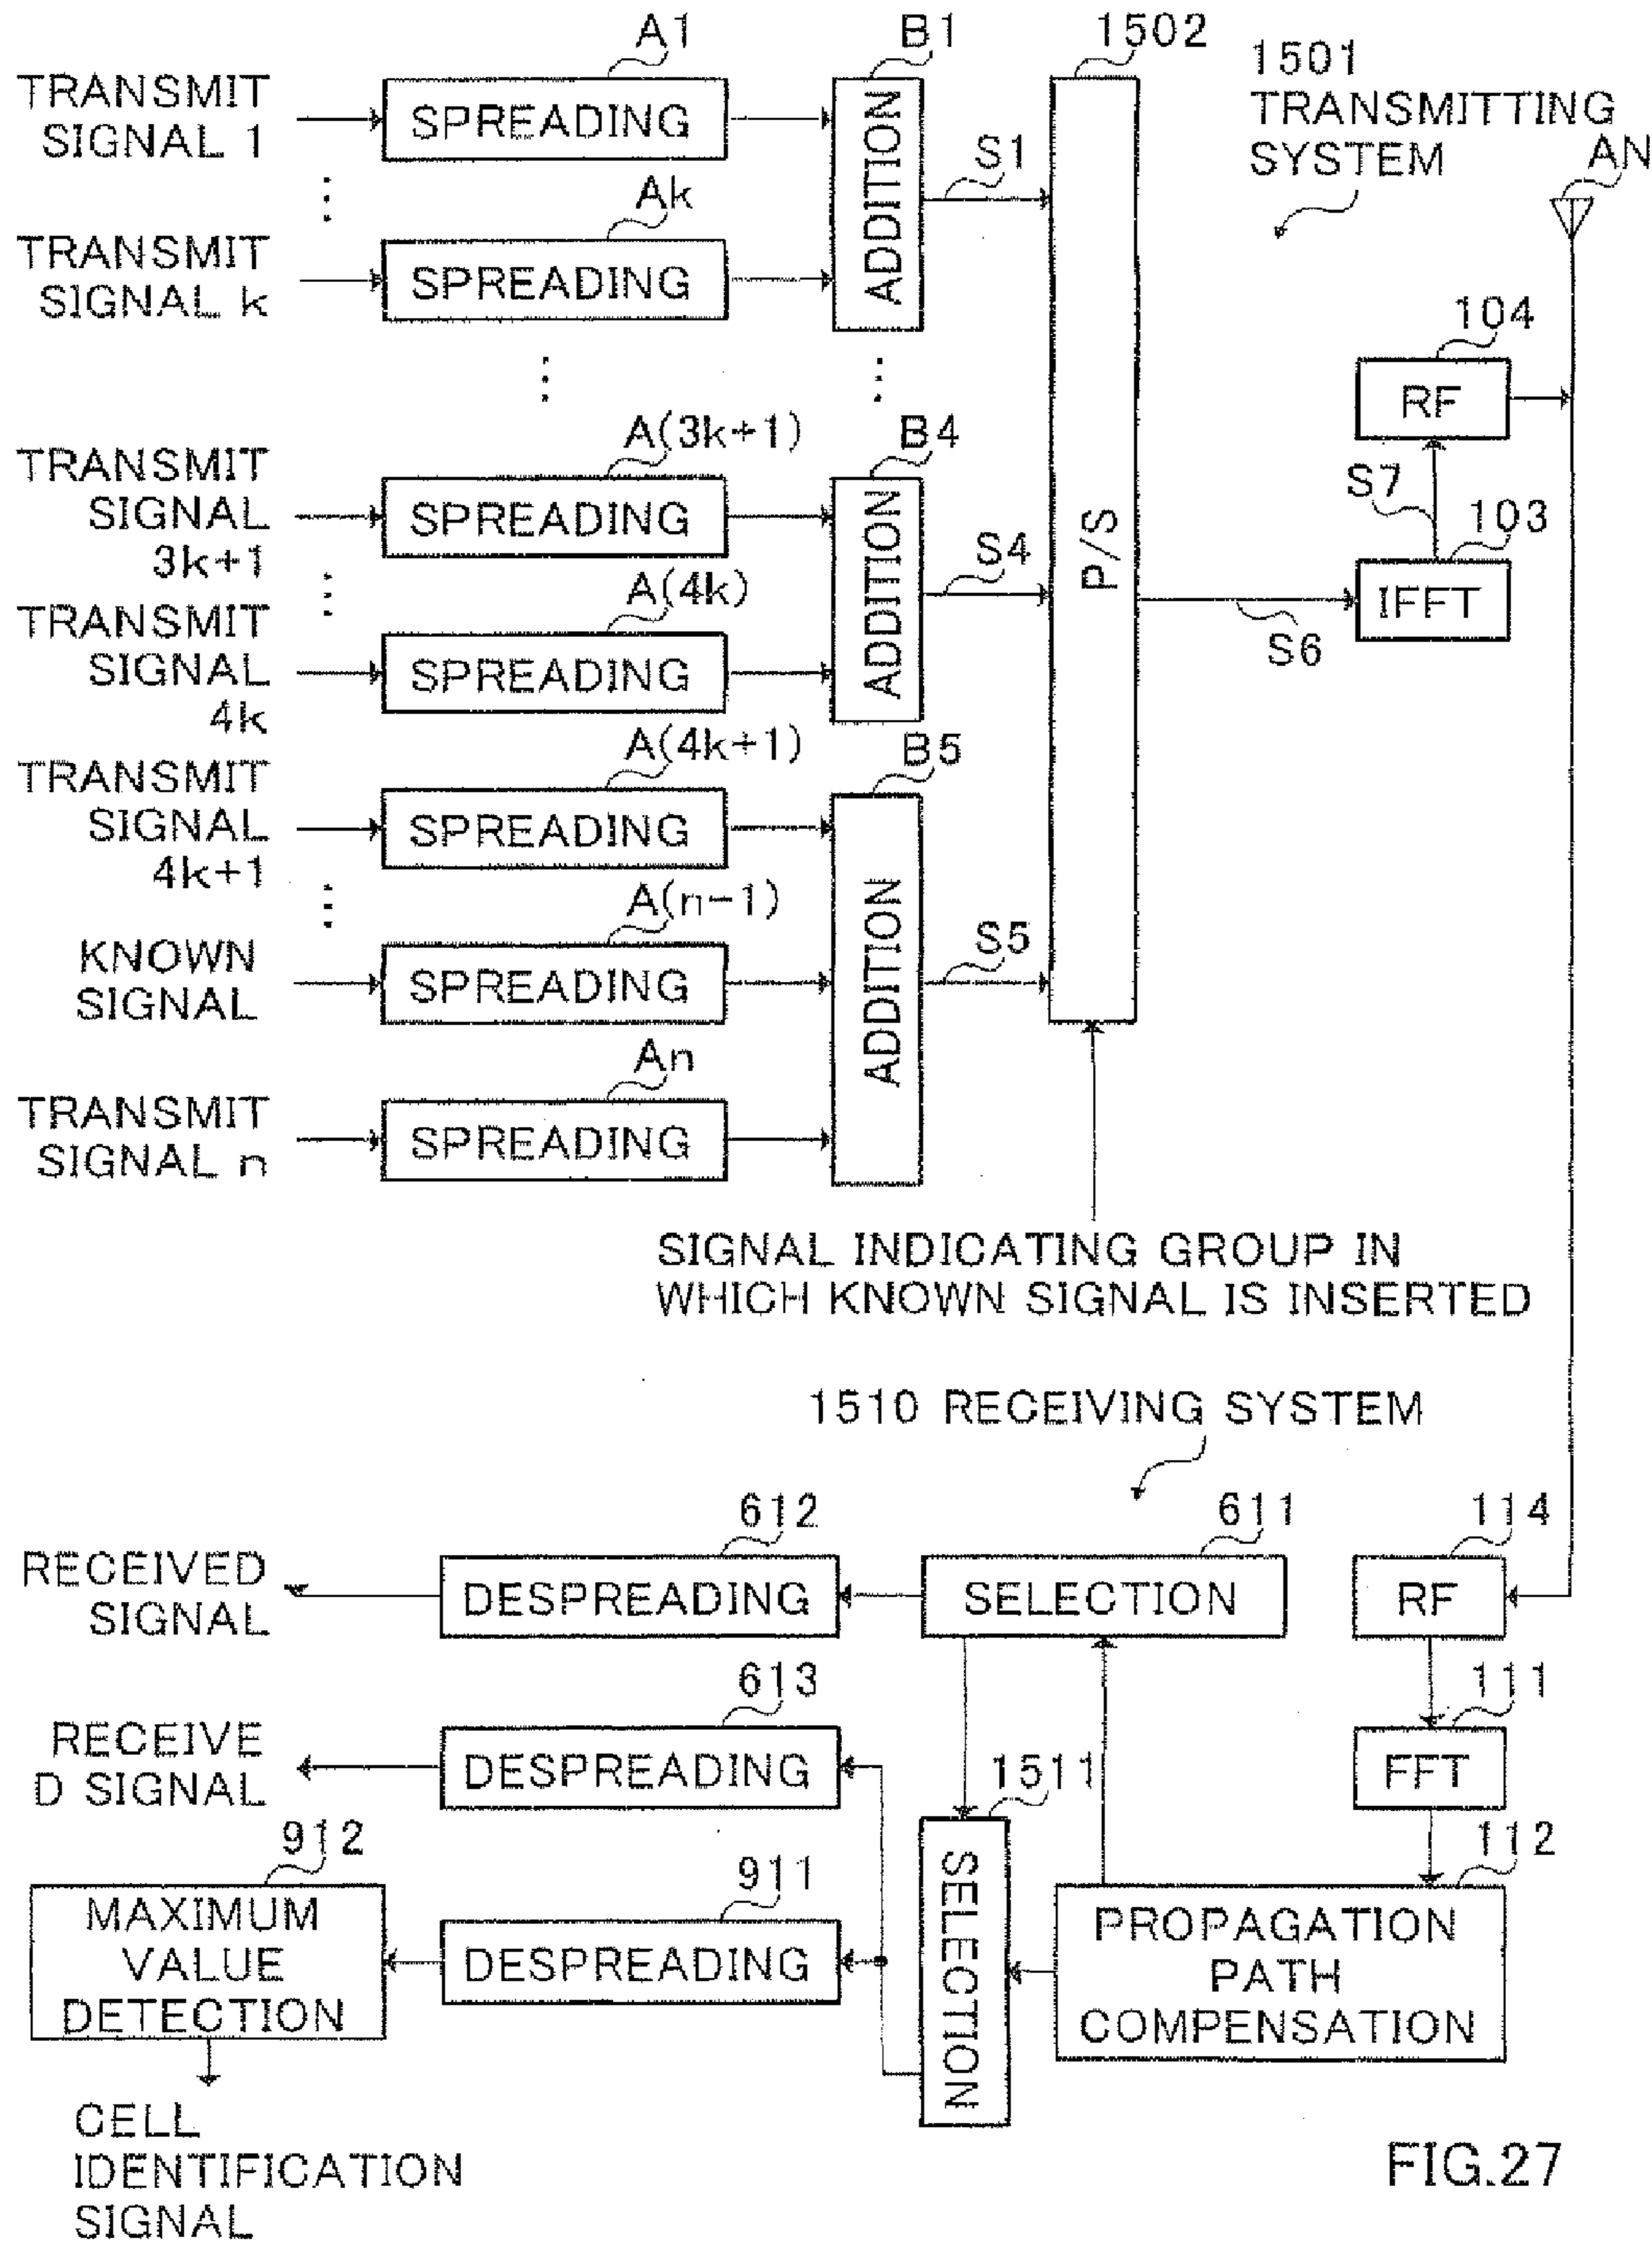 A1
B1
1502
1501
TRANSMITTING
SYSTEM
AN
TRANSMIT
SIGNAL 1
SPREADING
ADDITION
S1
Ak
TRANSMIT
SIGNAL k
SPREADING
104
RF
A(3k+1)
B4
TRANSMIT
SIGNAL
3k+1
SPREADING
ADDITION
S4
P/S
S7
103
IFFT
S6
A(4k)
TRANSMIT
SIGNAL
4k
SPREADING
A(4k+1)
B5
TRANSMIT
SIGNAL
4k+1
SPREADING
ADDITION
S5
A(n-1)
KNOWN
SIGNAL
SPREADING
An
TRANSMIT
SIGNAL n
SPREADING
SIGNAL INDICATING GROUP IN
WHICH KNOWN SIGNAL IS INSERTED
1510 RECEIVING SYSTEM
612
611
114
RECEIVED
SIGNAL
DESPREADING
SELECTION
RF
613
111
RECEIVE
D SIGNAL
DESPREADING
1511
FFT
912
911
SELECTION
112
MAXIMUM
VALUE
DETECTION
DESPREADING
PROPAGATION
PATH
COMPENSATION
CELL
IDENTIFICATION
SIGNAL
FIG.27